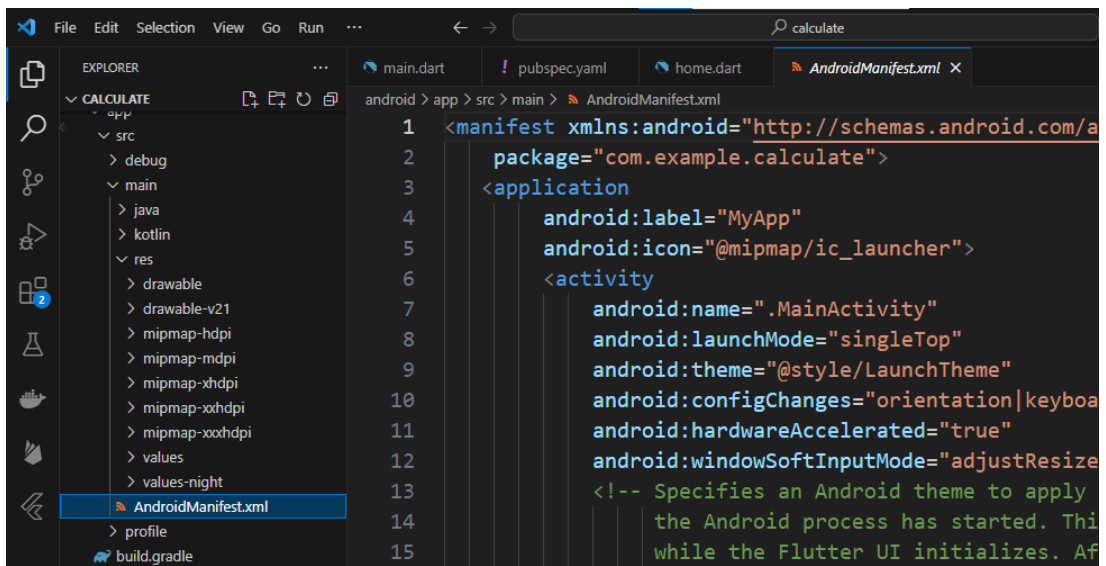 File Edit Selection View Go Run ···
calculate
EXPLORER ···
main.dart
! pubspec.yaml
home.dart
AndroidManifest.xml
CALCULATE
android > app > src > main > AndroidManifest.xml
app
src
debug
main
java
kotlin
res
drawable
drawable-v21
mipmap-hdpi
mipmap-mdpi
mipmap-xhdpi
mipmap-xxhdpi
mipmap-xxxhdpi
values
values-night
AndroidManifest.xml
profile
build.gradle
2
1 <manifest xmlns:android="http://schemas.android.com/a
2 package="com.example.calculate">
3 <application
4 android:label="MyApp"
5 android:icon="@mipmap/ic_launcher">
6 <activity
7 android:name=".MainActivity"
8 android:launchMode="singleTop"
9 android:theme="@style/LaunchTheme"
10 android:configChanges="orientation|keyboa
11 android:hardwareAccelerated="true"
12 android:windowSoftInputMode="adjustResize
13 <!-- Specifies an Android theme to apply
14 the Android process has started. Thi
15 while the Flutter UI initializes. Af